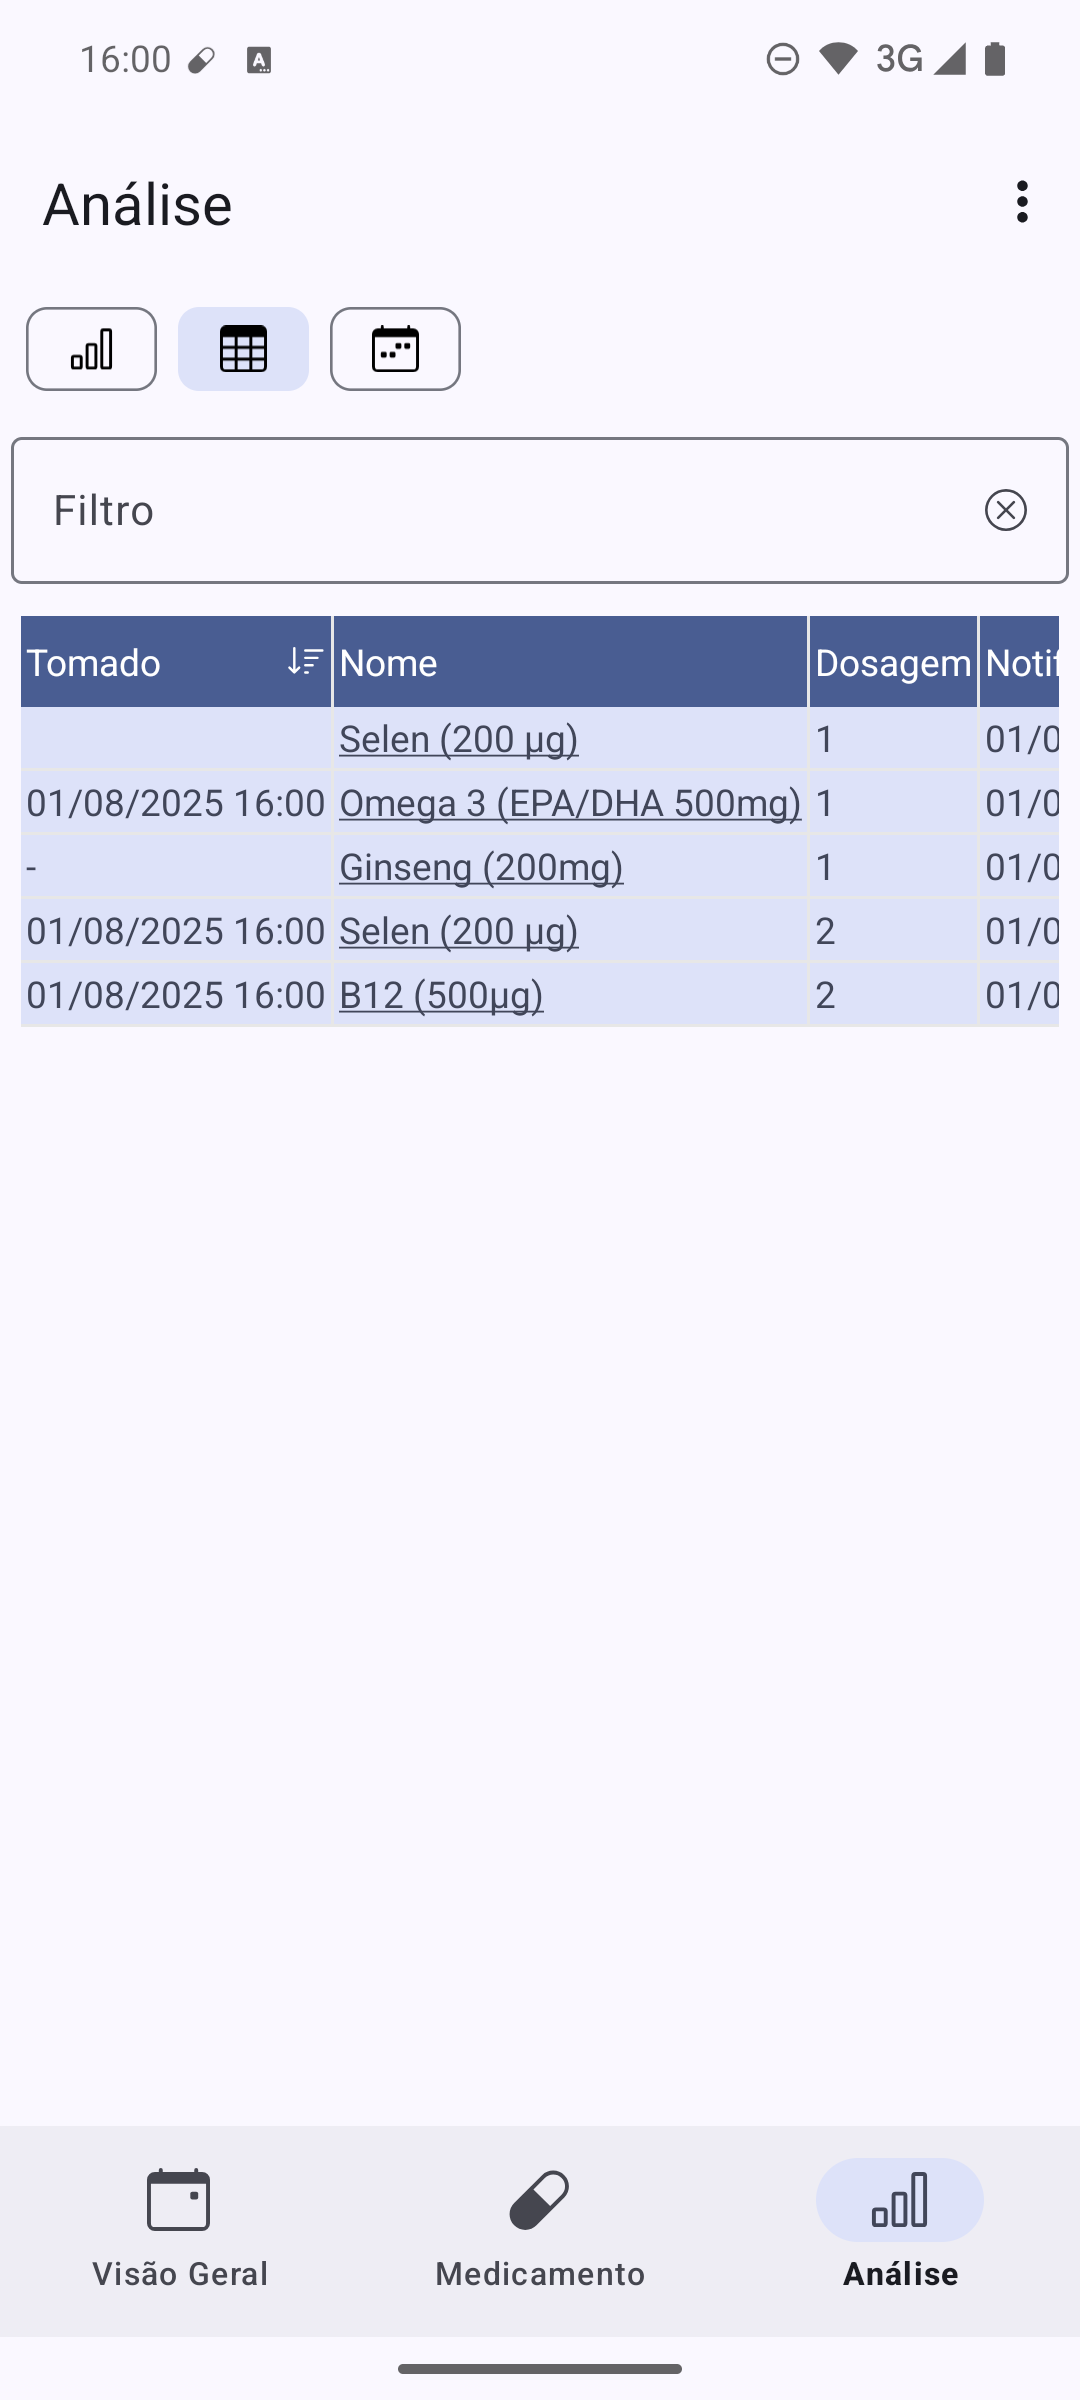 16:00
3G
Análise
Filtro
Tomado Nome Dosagem Notif
Selen (200 µg) 1 01/0
01/08/2025 16:00 Omega 3 (EPA/DHA 500mg) 1 01/0
- Ginseng (200mg) 1 01/0
01/08/2025 16:00 Selen (200 µg) 2 01/0
01/08/2025 16:00 B12 (500µg) 2 01/0
Visão Geral Medicamento Análise